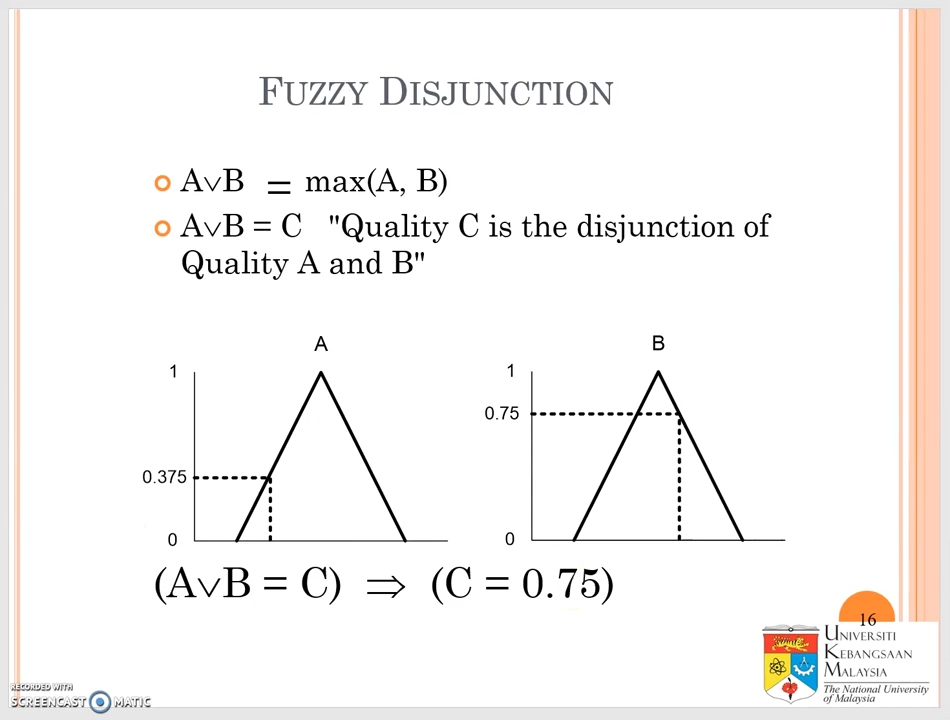 FUZZY DISJUNCTION
A∨B = max(A, B)
A∨B = C "Quality C is the disjunction of
Quality A and B"
A
1
0.375
0
B
1
0.75
0
(A∨B = C) ⇒ (C = 0.75)
16
UNIVERSITI
KEBANGSAAN
MALAYSIA
The National University
of Malaysia
RECORDED WITH
SCREENCAST MATIC